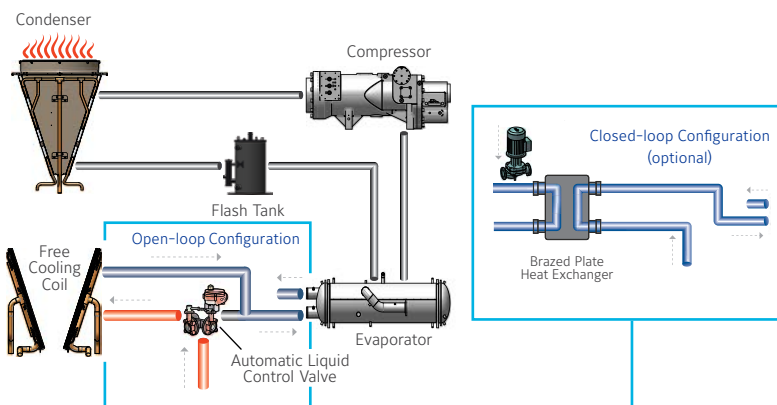 Condenser
Compressor
Closed-loop Configuration
(optional)
Flash Tank
Brazed Plate
Heat Exchanger
Open-loop Configuration
Free
Cooling
Coil
Evaporator
Automatic Liquid
Control Valve